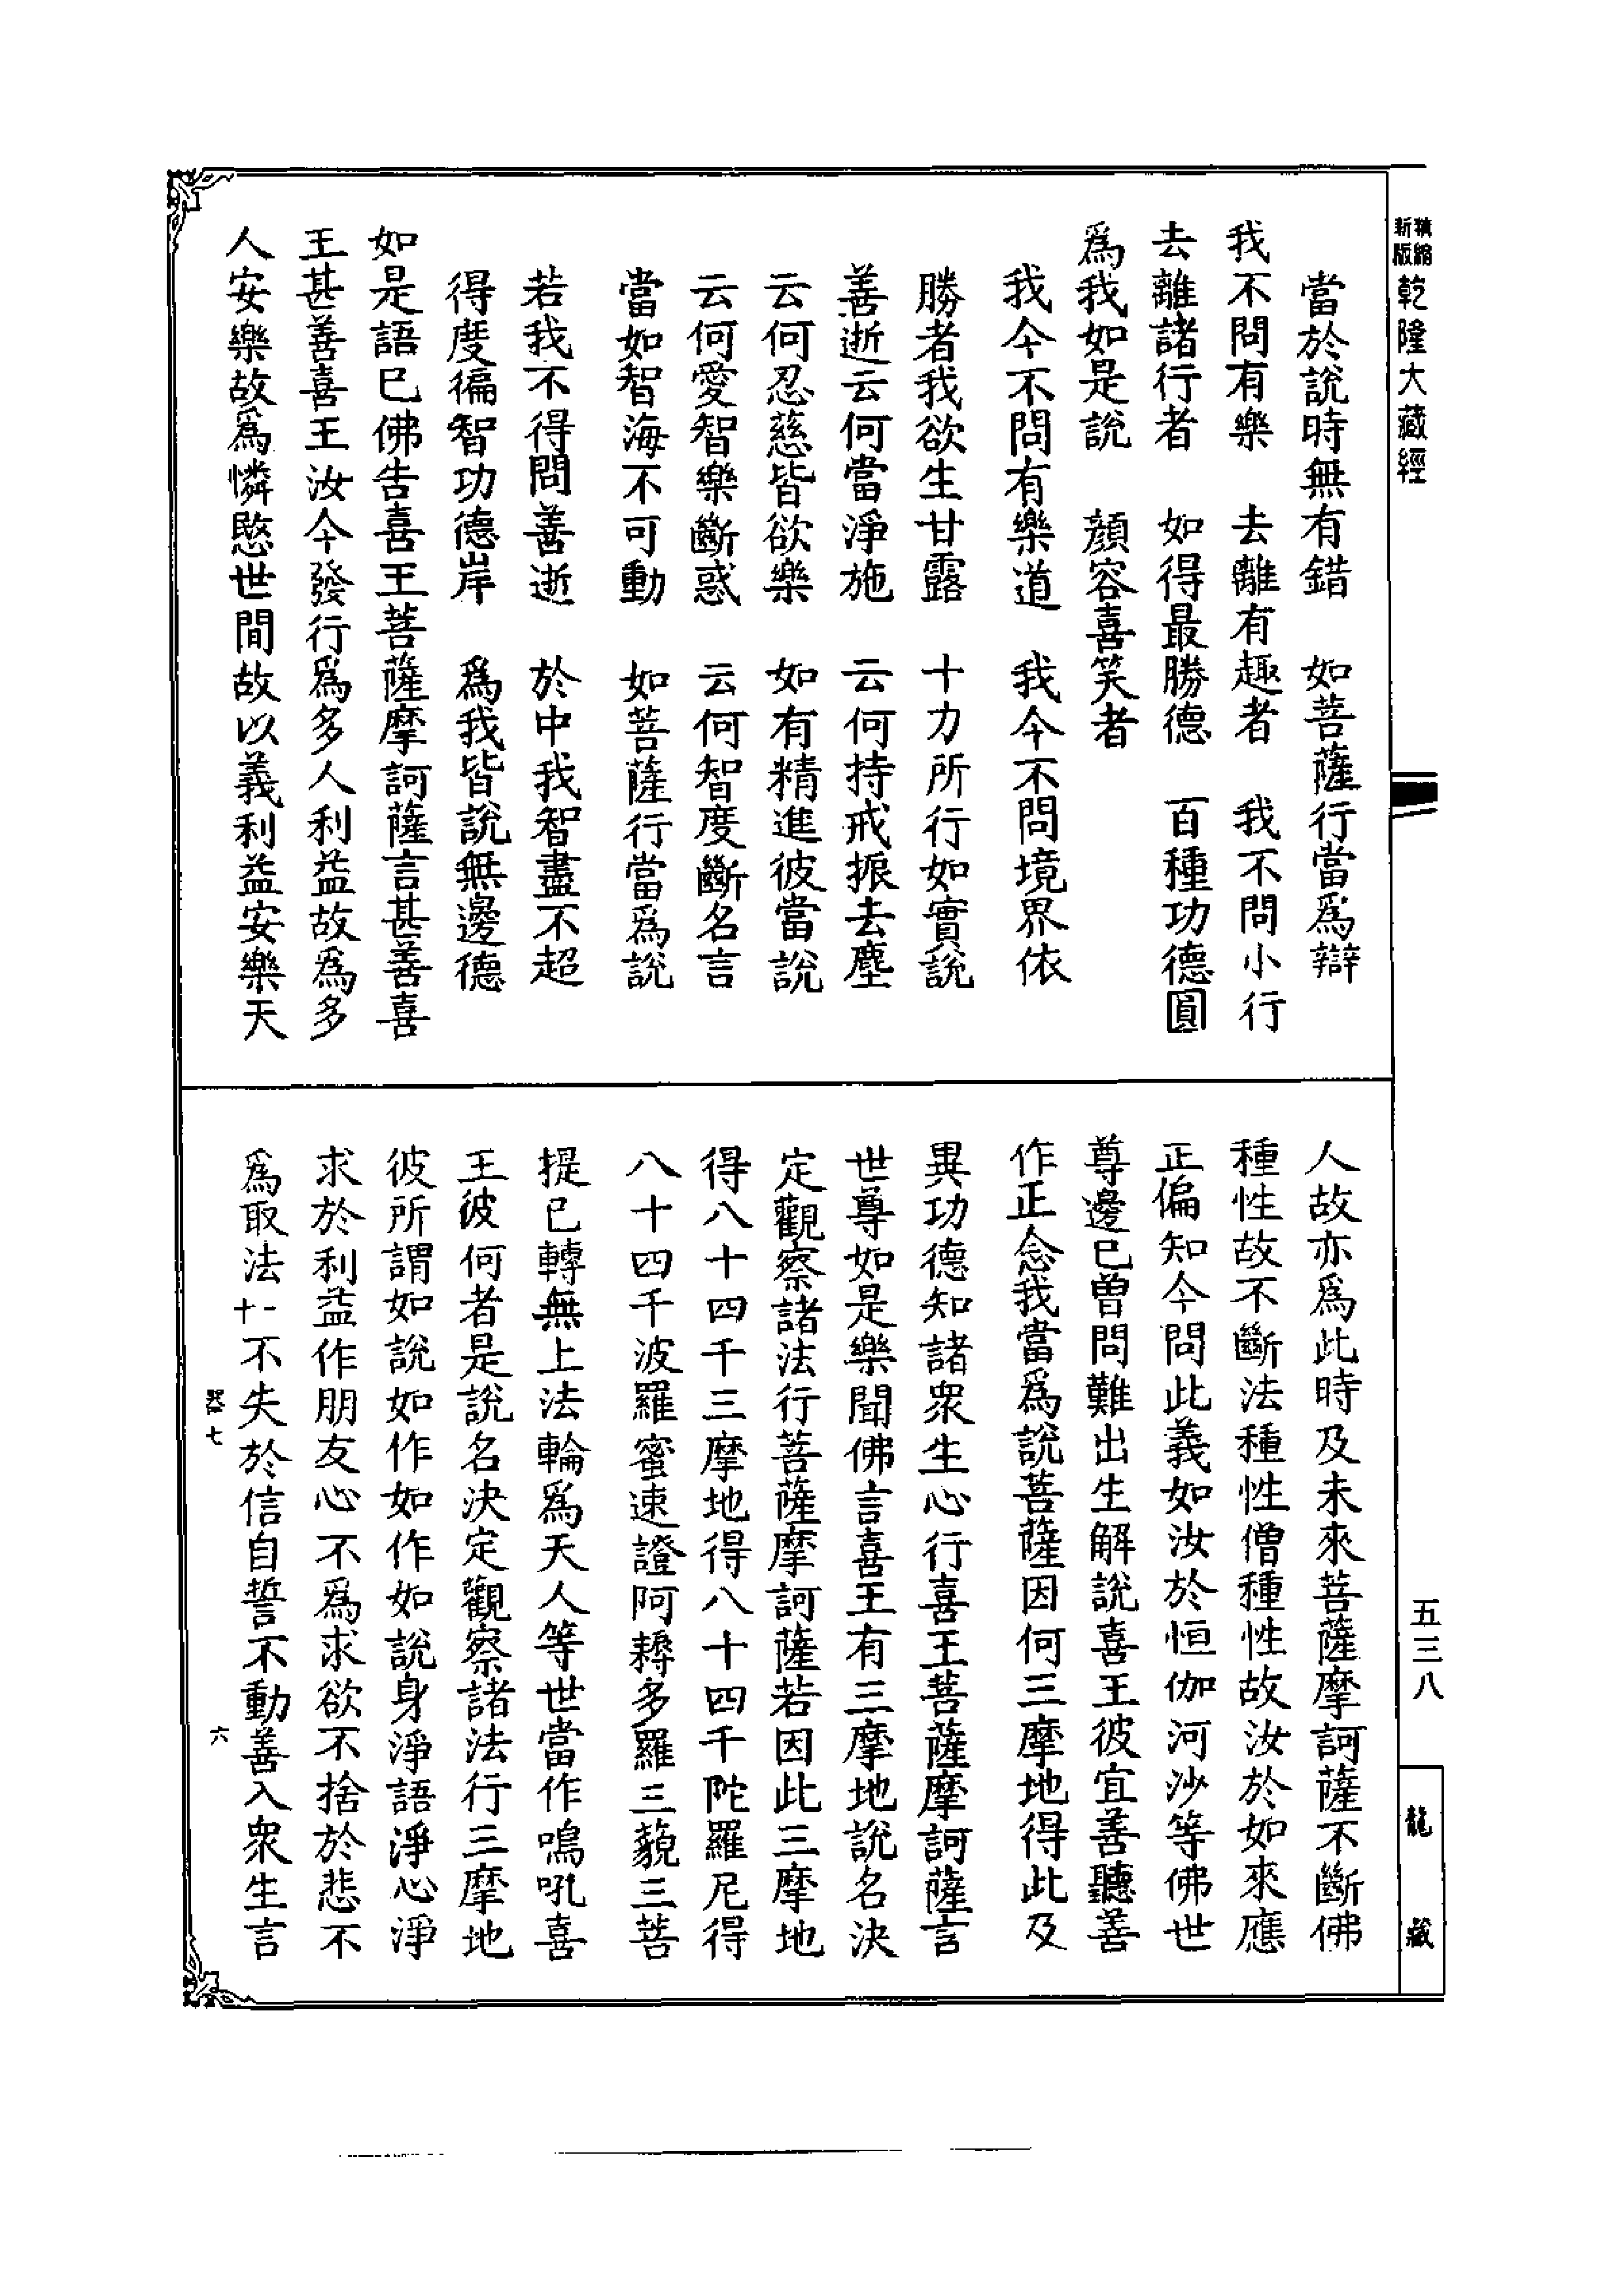 精縮新版乾隆大藏經
當於說時無有錯　如菩薩行當爲辯
我不問有樂　去離有趣者　我不問小行
去離諸行者　如得最勝德　百種功德圓
爲我如是說　顏容喜笑者
我今不問有樂道　我今不問境界依
勝者我欲生甘露　十力所行如實說
善逝云何當淨施　云何持戒振去塵
云何忍慈皆欲樂　如有精進彼當說
云何愛智樂斷惑　云何智度斷名言
當如智海不可動　如菩薩行當爲說
若我不得問善逝　於中我智盡不超
得度徧智功德岸　爲我皆說無邊德
如是語已佛告喜王菩薩摩訶薩言甚善喜
王甚善喜王汝今發行爲多人利益故爲多
人安樂故爲憐愍世間故以義利益安樂天
人故亦爲此時及未來菩薩摩訶薩不斷佛
種性故不斷法種性僧種性故汝於如來應
正徧知今問此義如汝於恒伽河沙等佛世
尊邊已曾問難出生解說喜王彼宜善聽善
作正念我當爲說菩薩因何三摩地得此及
異功德知諸衆生心行喜王菩薩摩訶薩言
世尊如是樂聞佛言喜王有三摩地說名決
定觀察諸法行菩薩摩訶薩若因此三摩地
得八十四千三摩地得八十四千陀羅尼得
八十四千波羅蜜速證阿耨多羅三藐三菩
提已轉無上法輪爲天人等世當作鳴吼喜
王彼何者是說名決定觀察諸法行三摩地
彼所謂如說如作如作如說身淨語淨心淨
求於利益作朋友心不爲求欲不捨於悲不
爲取法十一不失於信自誓不動善入衆生言
器七　六
五三八
龍藏